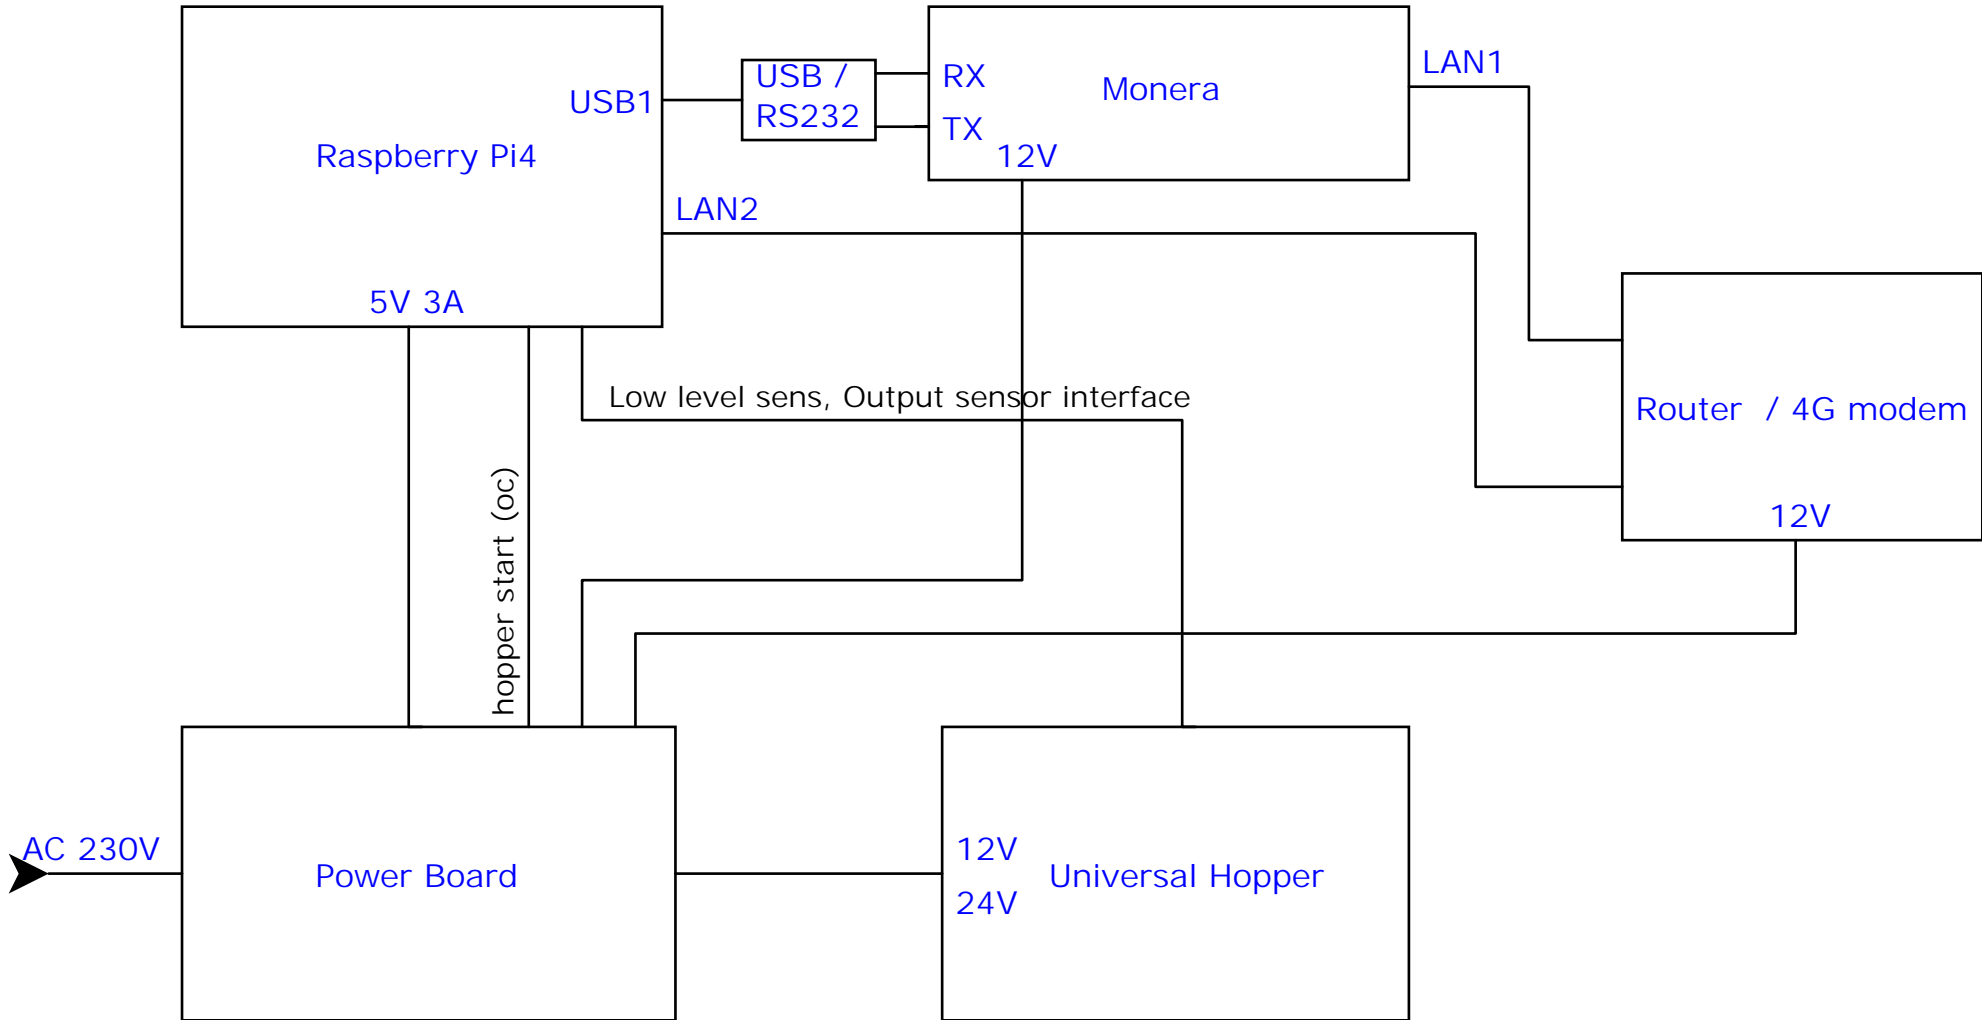 USB /
RS232
USB1
RX
TX
Monera
12V
LAN1
Raspberry Pi4
LAN2
5V 3A
Low level sens, Output sensor interface
Router / 4G modem
12V
hopper start (oc)
AC 230V
Power Board
12V
24V
Universal Hopper